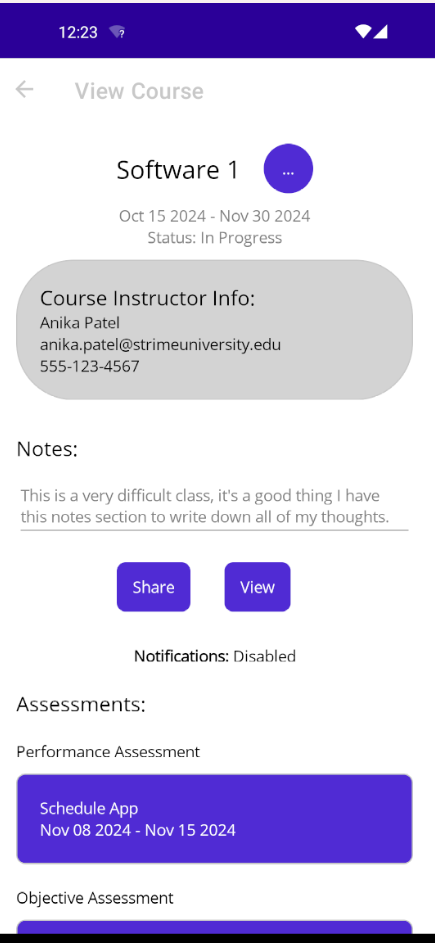 12:23
View Course
Software 1
...
Oct 15 2024 - Nov 30 2024
Status: In Progress
Course Instructor Info:
Anika Patel
anika.patel@strimeuniversity.edu
555-123-4567
Notes:
This is a very difficult class, it's a good thing I have
this notes section to write down all of my thoughts.
Share View
Notifications: Disabled
Assessments:
Performance Assessment
Schedule App
Nov 08 2024 - Nov 15 2024
Objective Assessment